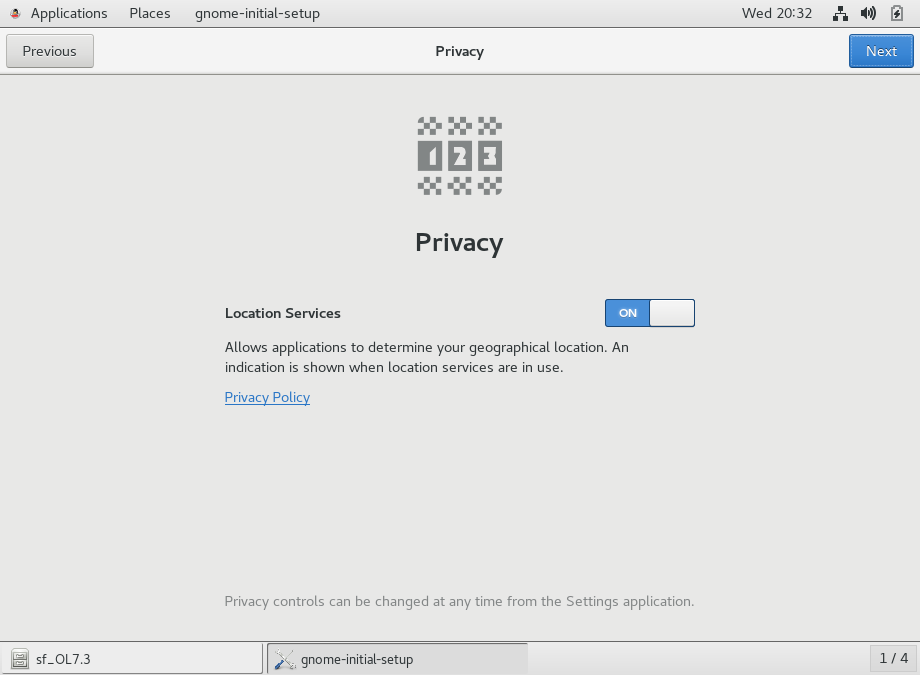 Applications Places gnome-initial-setup Wed 20:32
Previous Privacy Next
1 2 3
Privacy
Location Services ON
Allows applications to determine your geographical location. An
indication is shown when location services are in use.
Privacy Policy
Privacy controls can be changed at any time from the Settings application.
sf_OL7.3 gnome-initial-setup 1 / 4